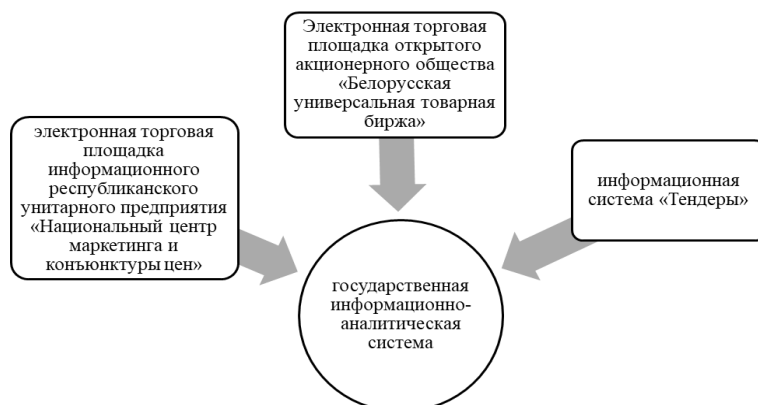 Электронная торговая
площадка открытого
акционерного общества
«Белорусская
универсальная товарная
биржа»
электронная торговая
площадка
информационного
республиканского
унитарного предприятия
«Национальный центр
маркетинга и
конъюнктуры цен»
информационная
система «Тендеры»
государственная
информационно-
аналитическая
система